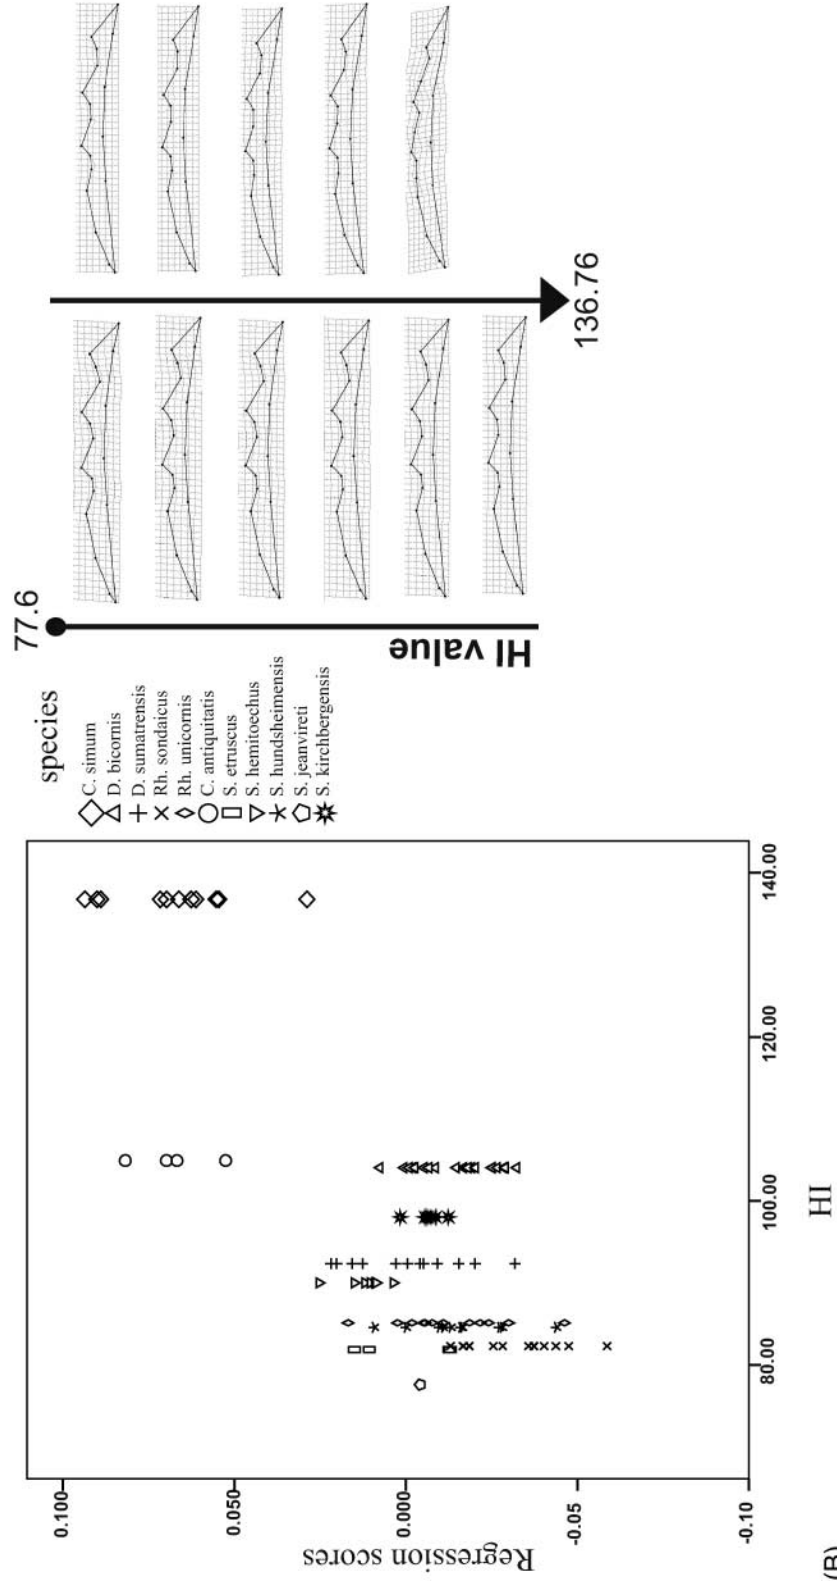 77.6
HI value
136.76
species
C. simum
D. bicornis
D. sumatrensis
Rh. sondaicus
Rh. unicornis
C. antiquitatis
S. etruscus
S. hemitoechus
S. hundsheimensis
S. jeanvireti
S. kirchbergensis
Regression scores
0.100
0.050
0.000
-0.05
-0.10
80.00
100.00
120.00
140.00
HI
(B)